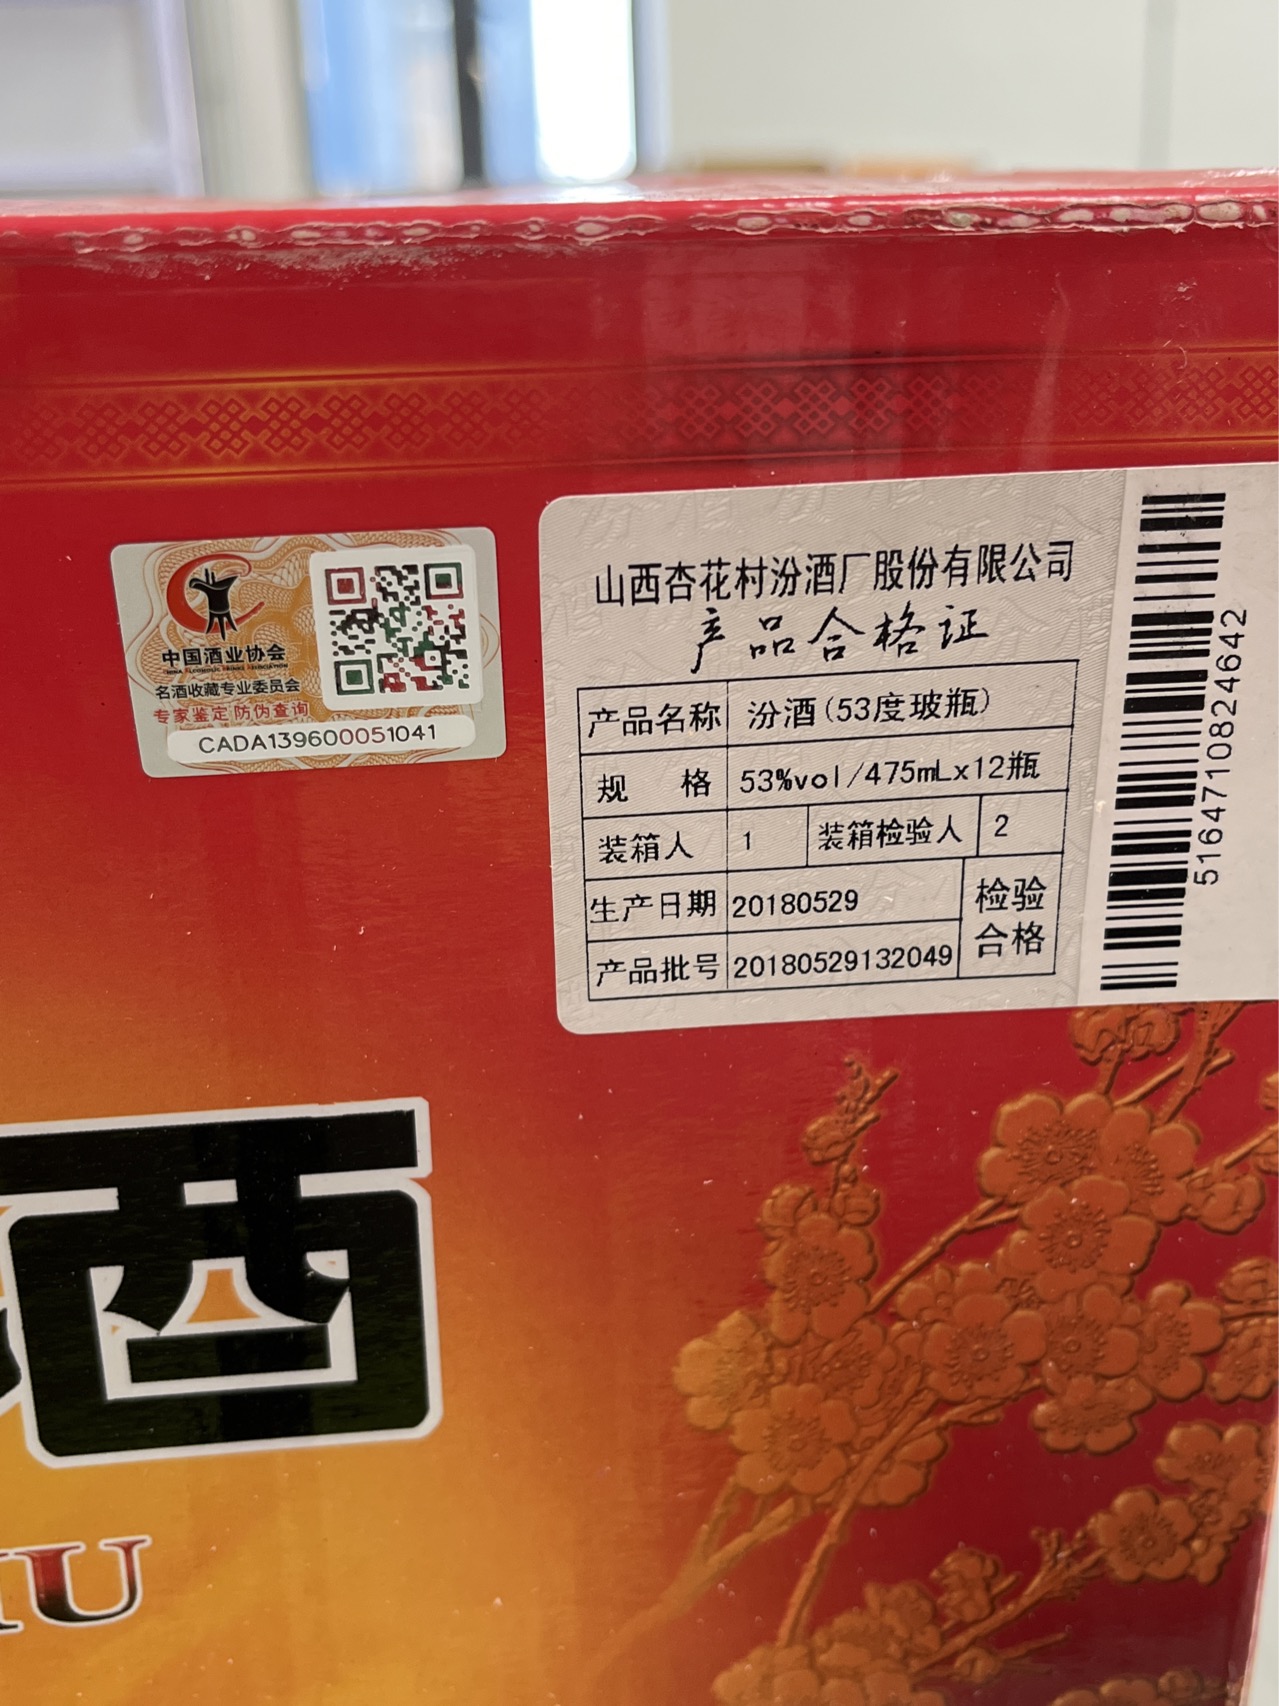 中国酒业协会
CHINA ALCOHOLIC DRINKS ASSOCIATION
名酒收藏专业委员会
专家鉴定 防伪查询
CADA139600051041
山西杏花村汾酒厂股份有限公司
产品合格证
产品名称 汾酒(53度玻瓶)
规 格 53%vol/475mLx12瓶
装箱人 1 装箱检验人 2
生产日期 20180529 检验
产品批号 20180529132049 合格
5164710824642
酒
IU